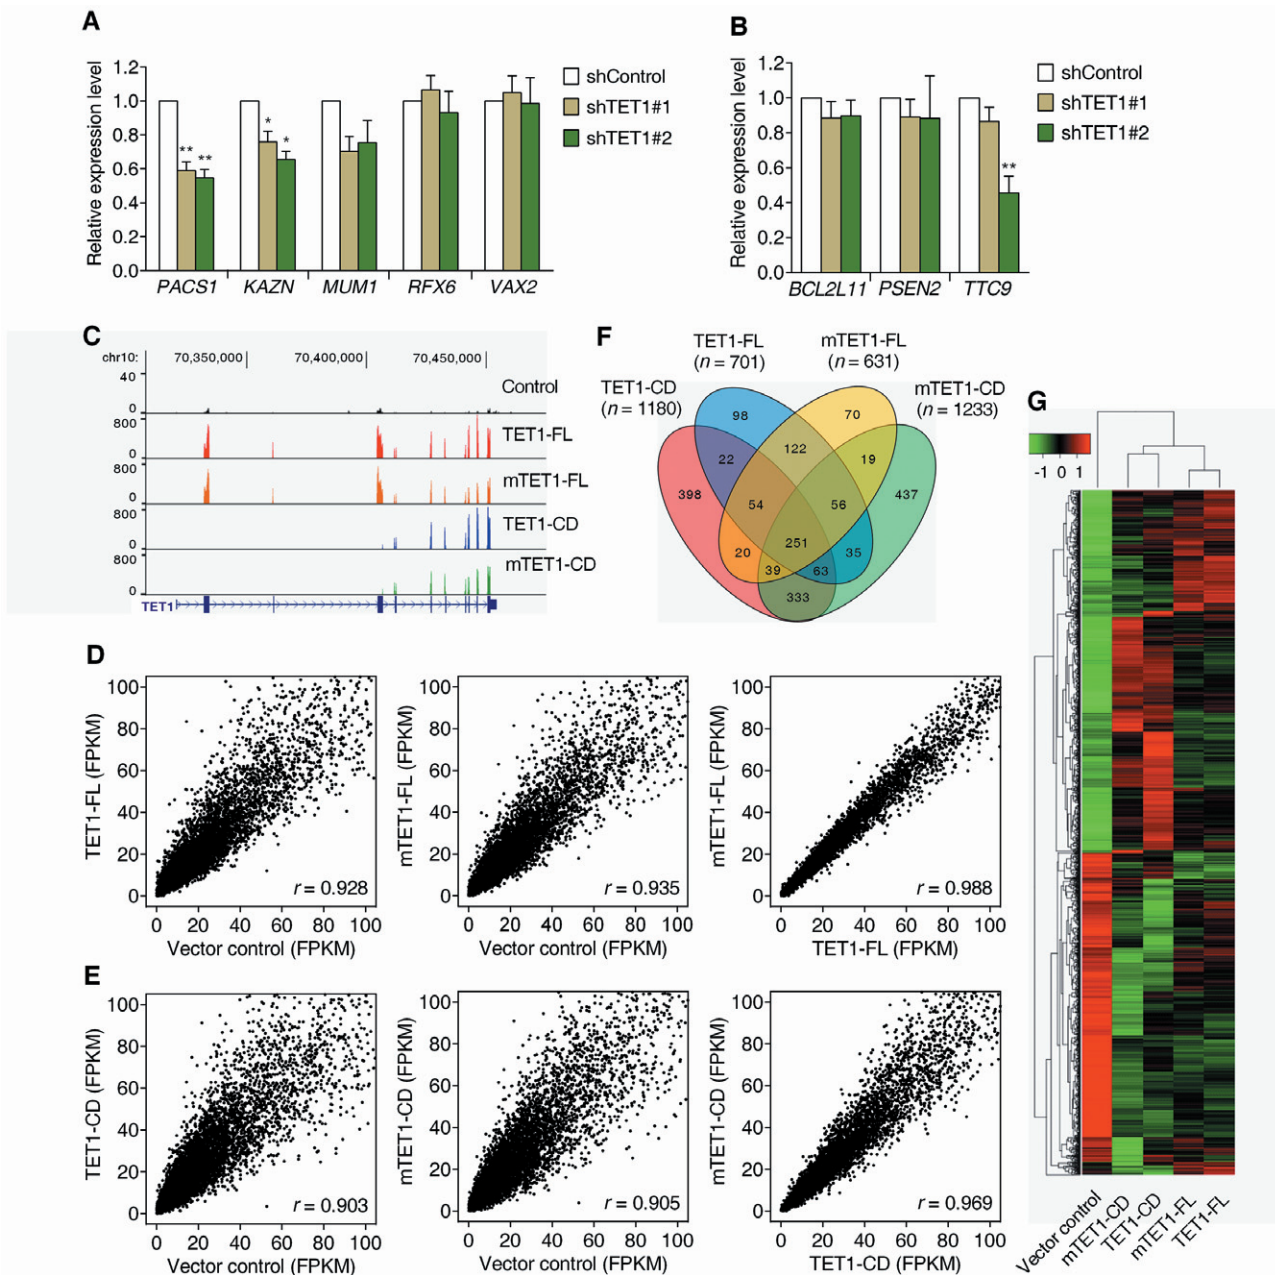 A
Relative expression level
1.2
1.0
0.8
0.6
0.4
0.2
0.0
** **
* *
PACS1 KAZN MUM1 RFX6 VAX2
shControl
shTET1#1
shTET1#2
B
Relative expression level
1.2
1.0
0.8
0.6
0.4
0.2
0.0
**
BCL2L11 PSEN2 TTC9
shControl
shTET1#1
shTET1#2
C
chr10: 70,350,000 70,400,000 70,450,000
40
0
Control
800
0
TET1-FL
800
0
mTET1-FL
800
0
TET1-CD
800
0
mTET1-CD
TET1
F
TET1-FL
(n = 701)
mTET1-FL
(n = 631)
TET1-CD
(n = 1180)
mTET1-CD
(n = 1233)
98 70
122
22 19
398 54 56 437
251
20 35
39 63
333
G
-1 0 1
Vector control
mTET1-CD
TET1-CD
mTET1-FL
TET1-FL
D
TET1-FL (FPKM)
100
80
60
40
20
0
r = 0.928
0 20 40 60 80 100
Vector control (FPKM)
mTET1-FL (FPKM)
100
80
60
40
20
0
r = 0.935
0 20 40 60 80 100
Vector control (FPKM)
mTET1-FL (FPKM)
100
80
60
40
20
0
r = 0.988
0 20 40 60 80 100
TET1-FL (FPKM)
E
TET1-CD (FPKM)
100
80
60
40
20
0
r = 0.903
0 20 40 60 80 100
Vector control (FPKM)
mTET1-CD (FPKM)
100
80
60
40
20
0
r = 0.905
0 20 40 60 80 100
Vector control (FPKM)
mTET1-CD (FPKM)
100
80
60
40
20
0
r = 0.969
0 20 40 60 80 100
TET1-CD (FPKM)